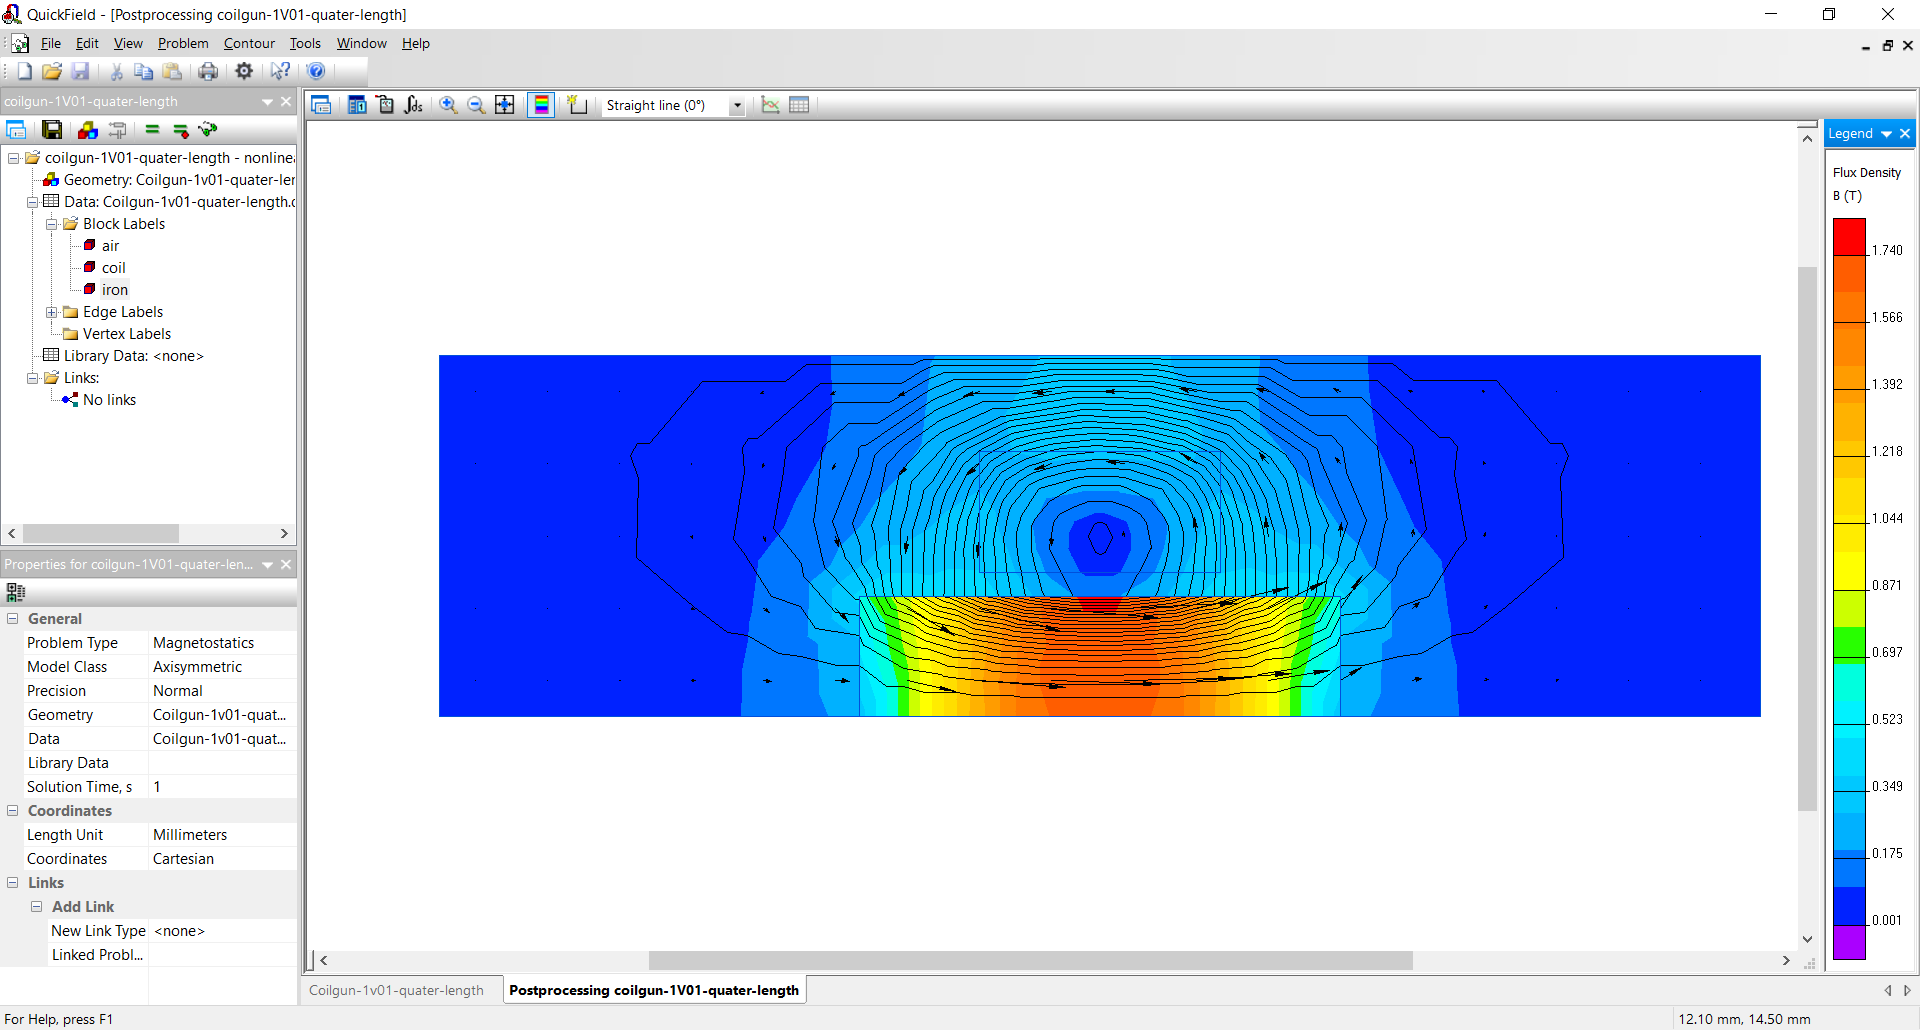 QuickField - [Postprocessing coilgun-1V01-quater-length]
File Edit View Problem Contour Tools Window Help
coilgun-1V01-quater-length
Straight line (0°)
coilgun-1V01-quater-length - nonlinea
Geometry: Coilgun-1v01-quater-ler
Data: Coilgun-1v01-quater-length.c
Block Labels
air
coil
iron
Edge Labels
Vertex Labels
Library Data: <none>
Links:
No links
Properties for coilgun-1V01-quater-len...
General
Problem Type Magnetostatics
Model Class Axisymmetric
Precision Normal
Geometry Coilgun-1v01-quat...
Data Coilgun-1v01-quat...
Library Data
Solution Time, s 1
Coordinates
Length Unit Millimeters
Coordinates Cartesian
Links
Add Link
New Link Type <none>
Linked Probl...
Legend
Flux Density
B (T)
1.740
1.566
1.392
1.218
1.044
0.871
0.697
0.523
0.349
0.175
0.001
Coilgun-1v01-quater-length
Postprocessing coilgun-1V01-quater-length
For Help, press F1
12.10 mm, 14.50 mm